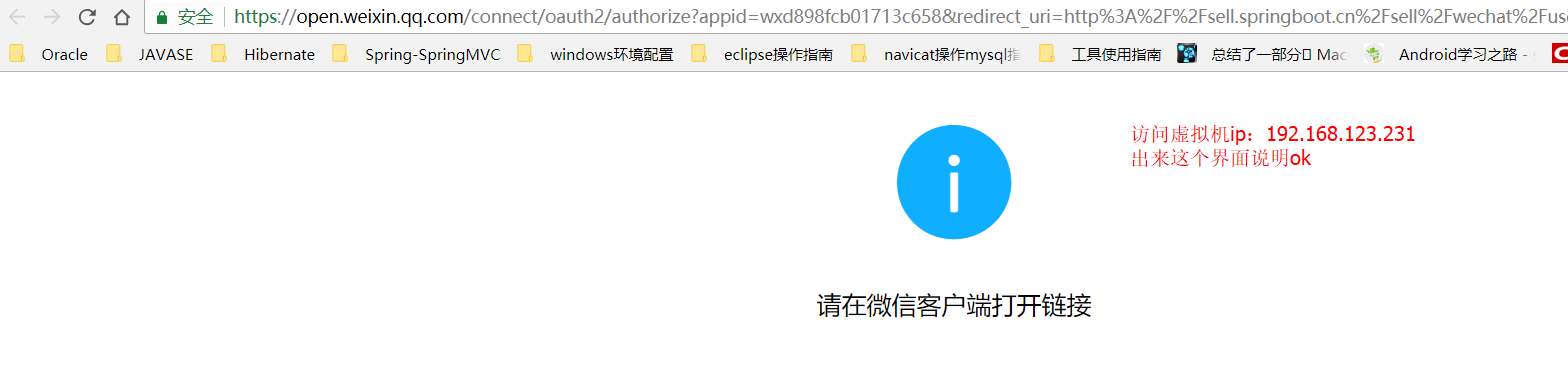 安全 https://open.weixin.qq.com/connect/oauth2/authorize?appid=wxd898fcb01713c658&redirect_uri=http%3A%2F%2Fsell.springboot.cn%2Fsell%2Fwechat%2Fus
Oracle JAVASE Hibernate Spring-SpringMVC windows环境配置 eclipse操作指南 navicat操作mysql指 工具使用指南 总结了一部分 Mac Android学习之路 -
访问虚拟机ip：192.168.123.231
出来这个界面说明ok
请在微信客户端打开链接